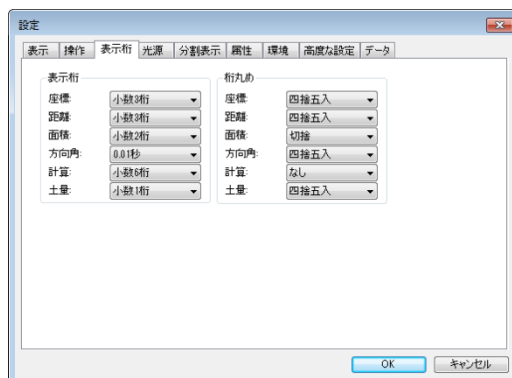 設定
表示 操作 表示桁 光源 分割表示 属性 環境 高度な設定 データ
表示桁 桁丸め
座標: 小数3桁 座標: 四捨五入
距離: 小数3桁 距離: 四捨五入
面積: 小数2桁 面積: 切捨
方向角: 0.01秒 方向角: 四捨五入
計算: 小数6桁 計算: なし
土量: 小数1桁 土量: 四捨五入
OK キャンセル